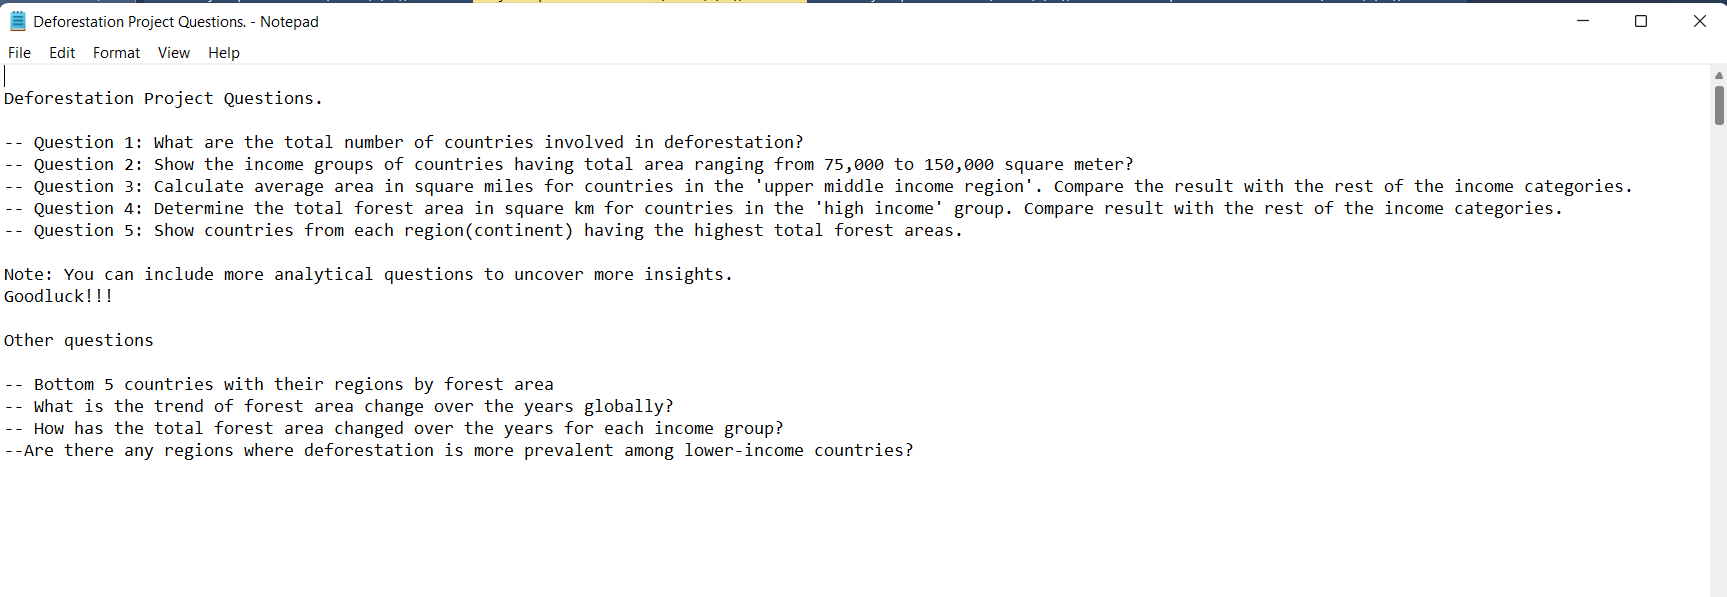 Deforestation Project Questions. - Notepad
File Edit Format View Help
Deforestation Project Questions.
-- Question 1: What are the total number of countries involved in deforestation?
-- Question 2: Show the income groups of countries having total area ranging from 75,000 to 150,000 square meter?
-- Question 3: Calculate average area in square miles for countries in the 'upper middle income region'. Compare the result with the rest of the income categories.
-- Question 4: Determine the total forest area in square km for countries in the 'high income' group. Compare result with the rest of the income categories.
-- Question 5: Show countries from each region(continent) having the highest total forest areas.
Note: You can include more analytical questions to uncover more insights.
Goodluck!!!
Other questions
-- Bottom 5 countries with their regions by forest area
-- What is the trend of forest area change over the years globally?
-- How has the total forest area changed over the years for each income group?
--Are there any regions where deforestation is more prevalent among lower-income countries?